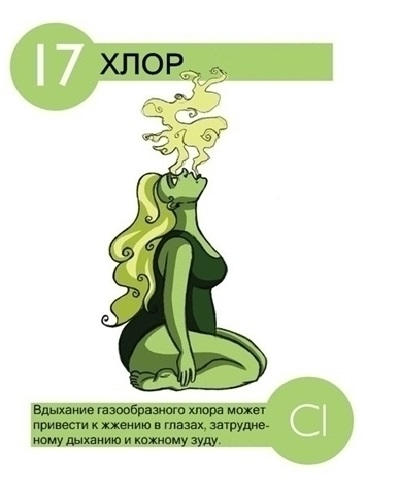 17 ХЛОР
Вдыхание газообразного хлора может
привести к жжению в глазах, затрудне-
ному дыханию и кожному зуду.
Cl